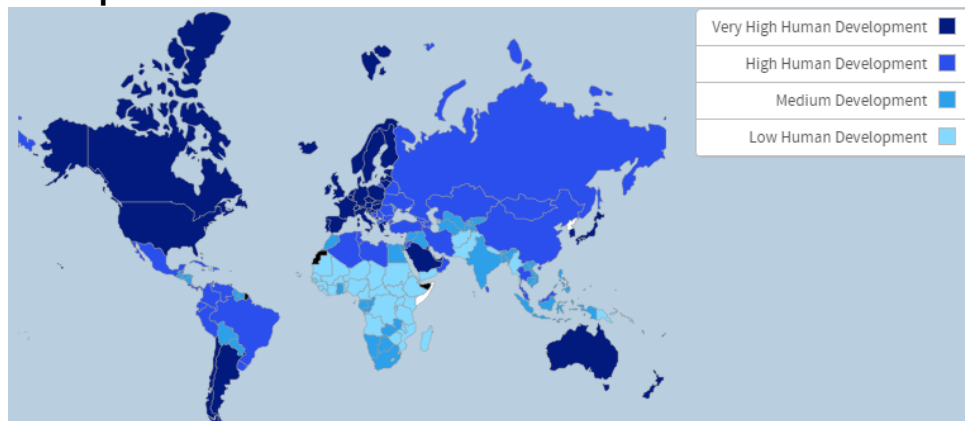 Very High Human Development
High Human Development
Medium Development
Low Human Development